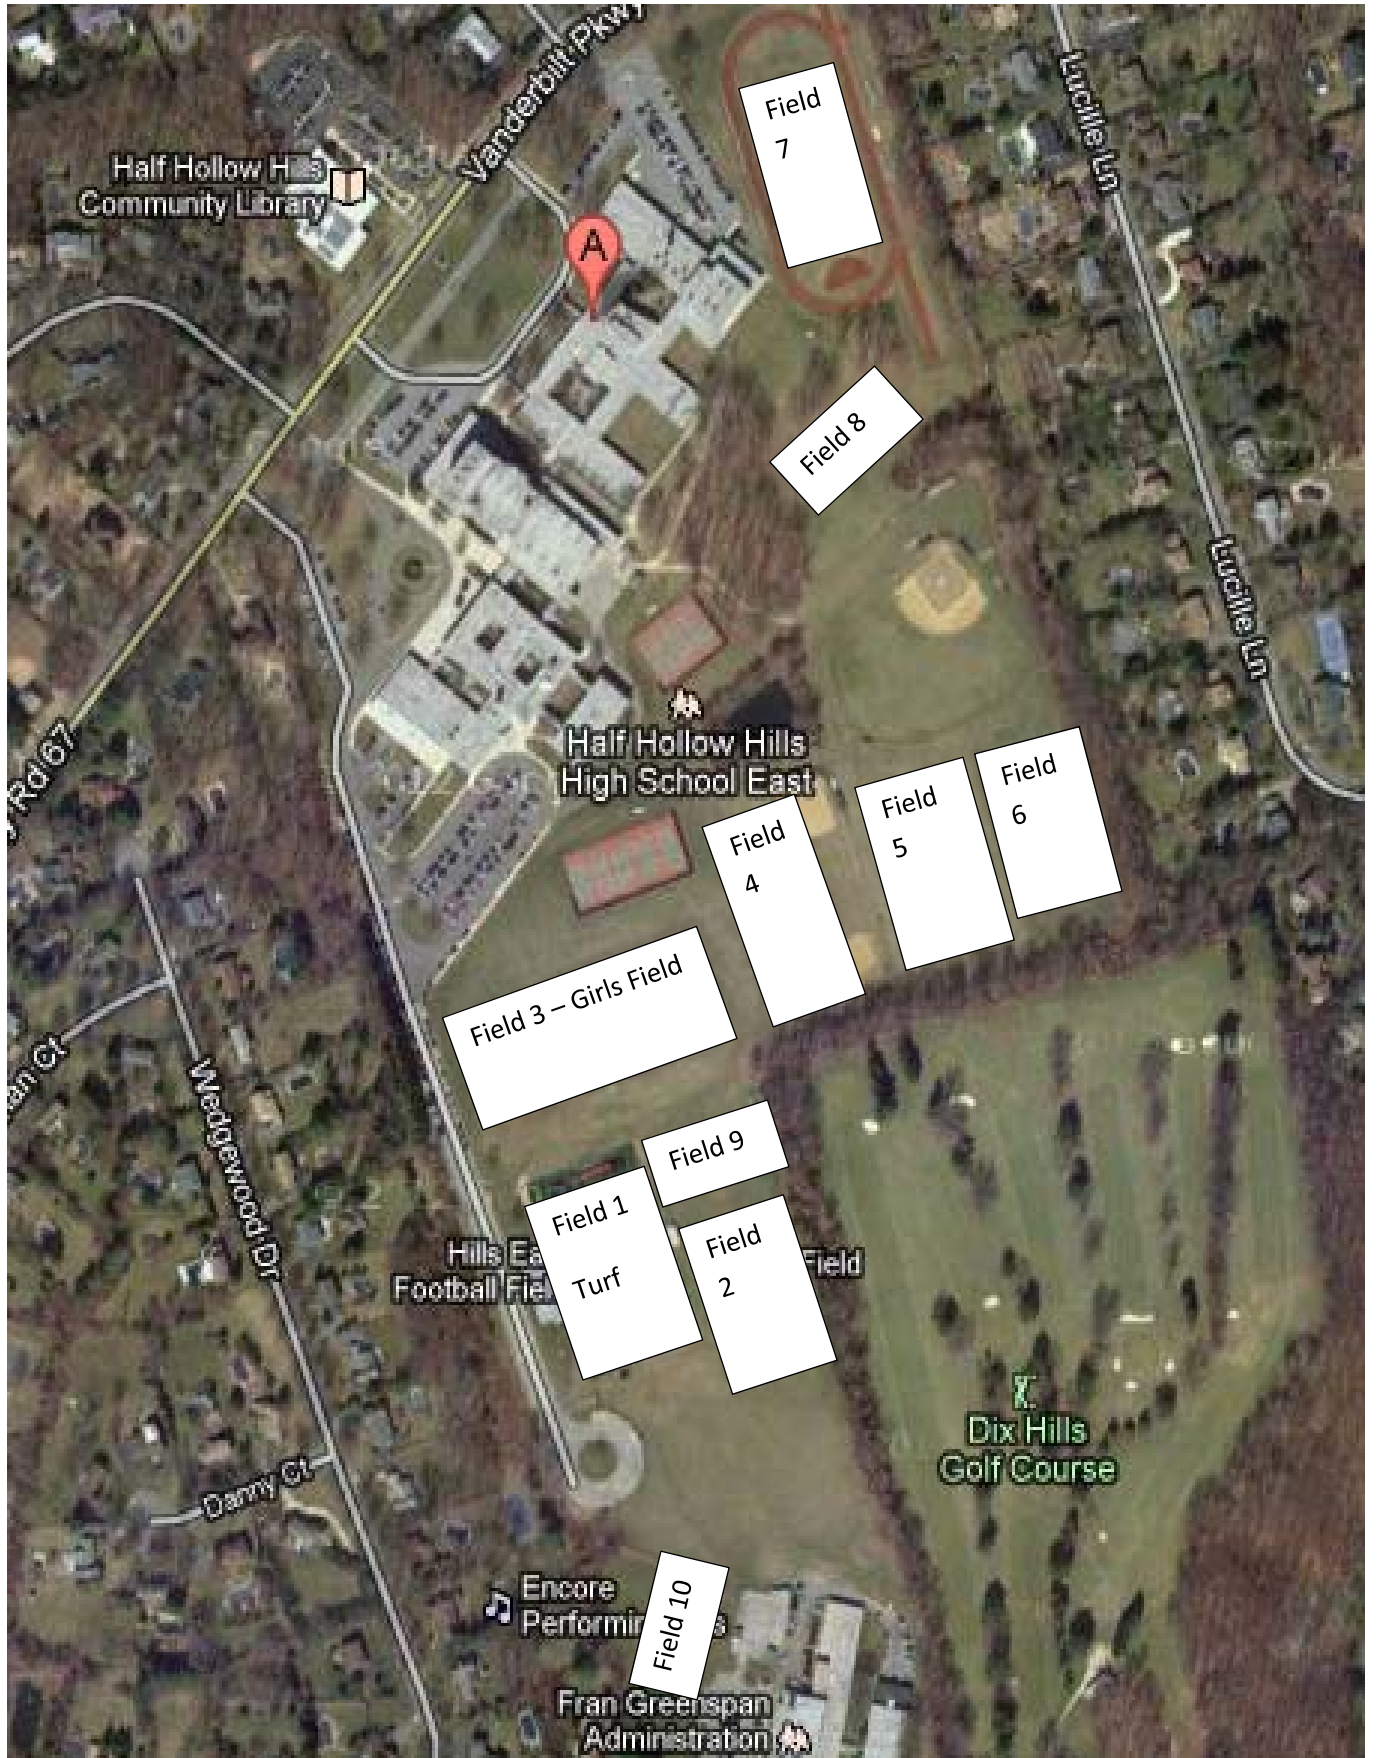 Vanderbilt Pkwy
Lucille Ln
Field
7
Half Hollow Hills
Community Library
A
Field 8
Lucille Ln
Rd 67
Half Hollow Hills
High School East
Field
4
Field
5
Field
6
Field 3 – Girls Field
Ct
Wedgewood Dr
Field 9
Field 1
Turf
Field
2
Hills Ea
Football Fie
Field
Dix Hills
Golf Course
Danny Ct
Encore
Performin
s
Field 10
Fran Greenspan
Administration